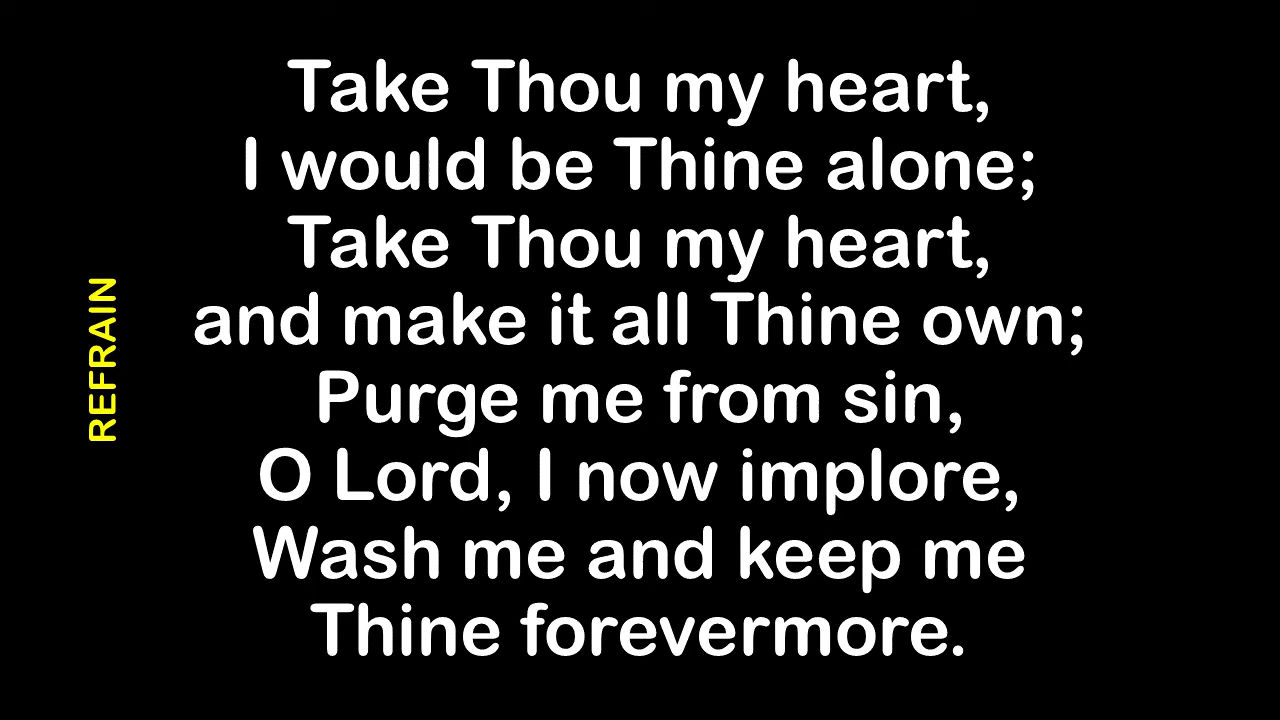 REFRAIN
Take Thou my heart,
I would be Thine alone;
Take Thou my heart,
and make it all Thine own;
Purge me from sin,
O Lord, I now implore,
Wash me and keep me
Thine forevermore.